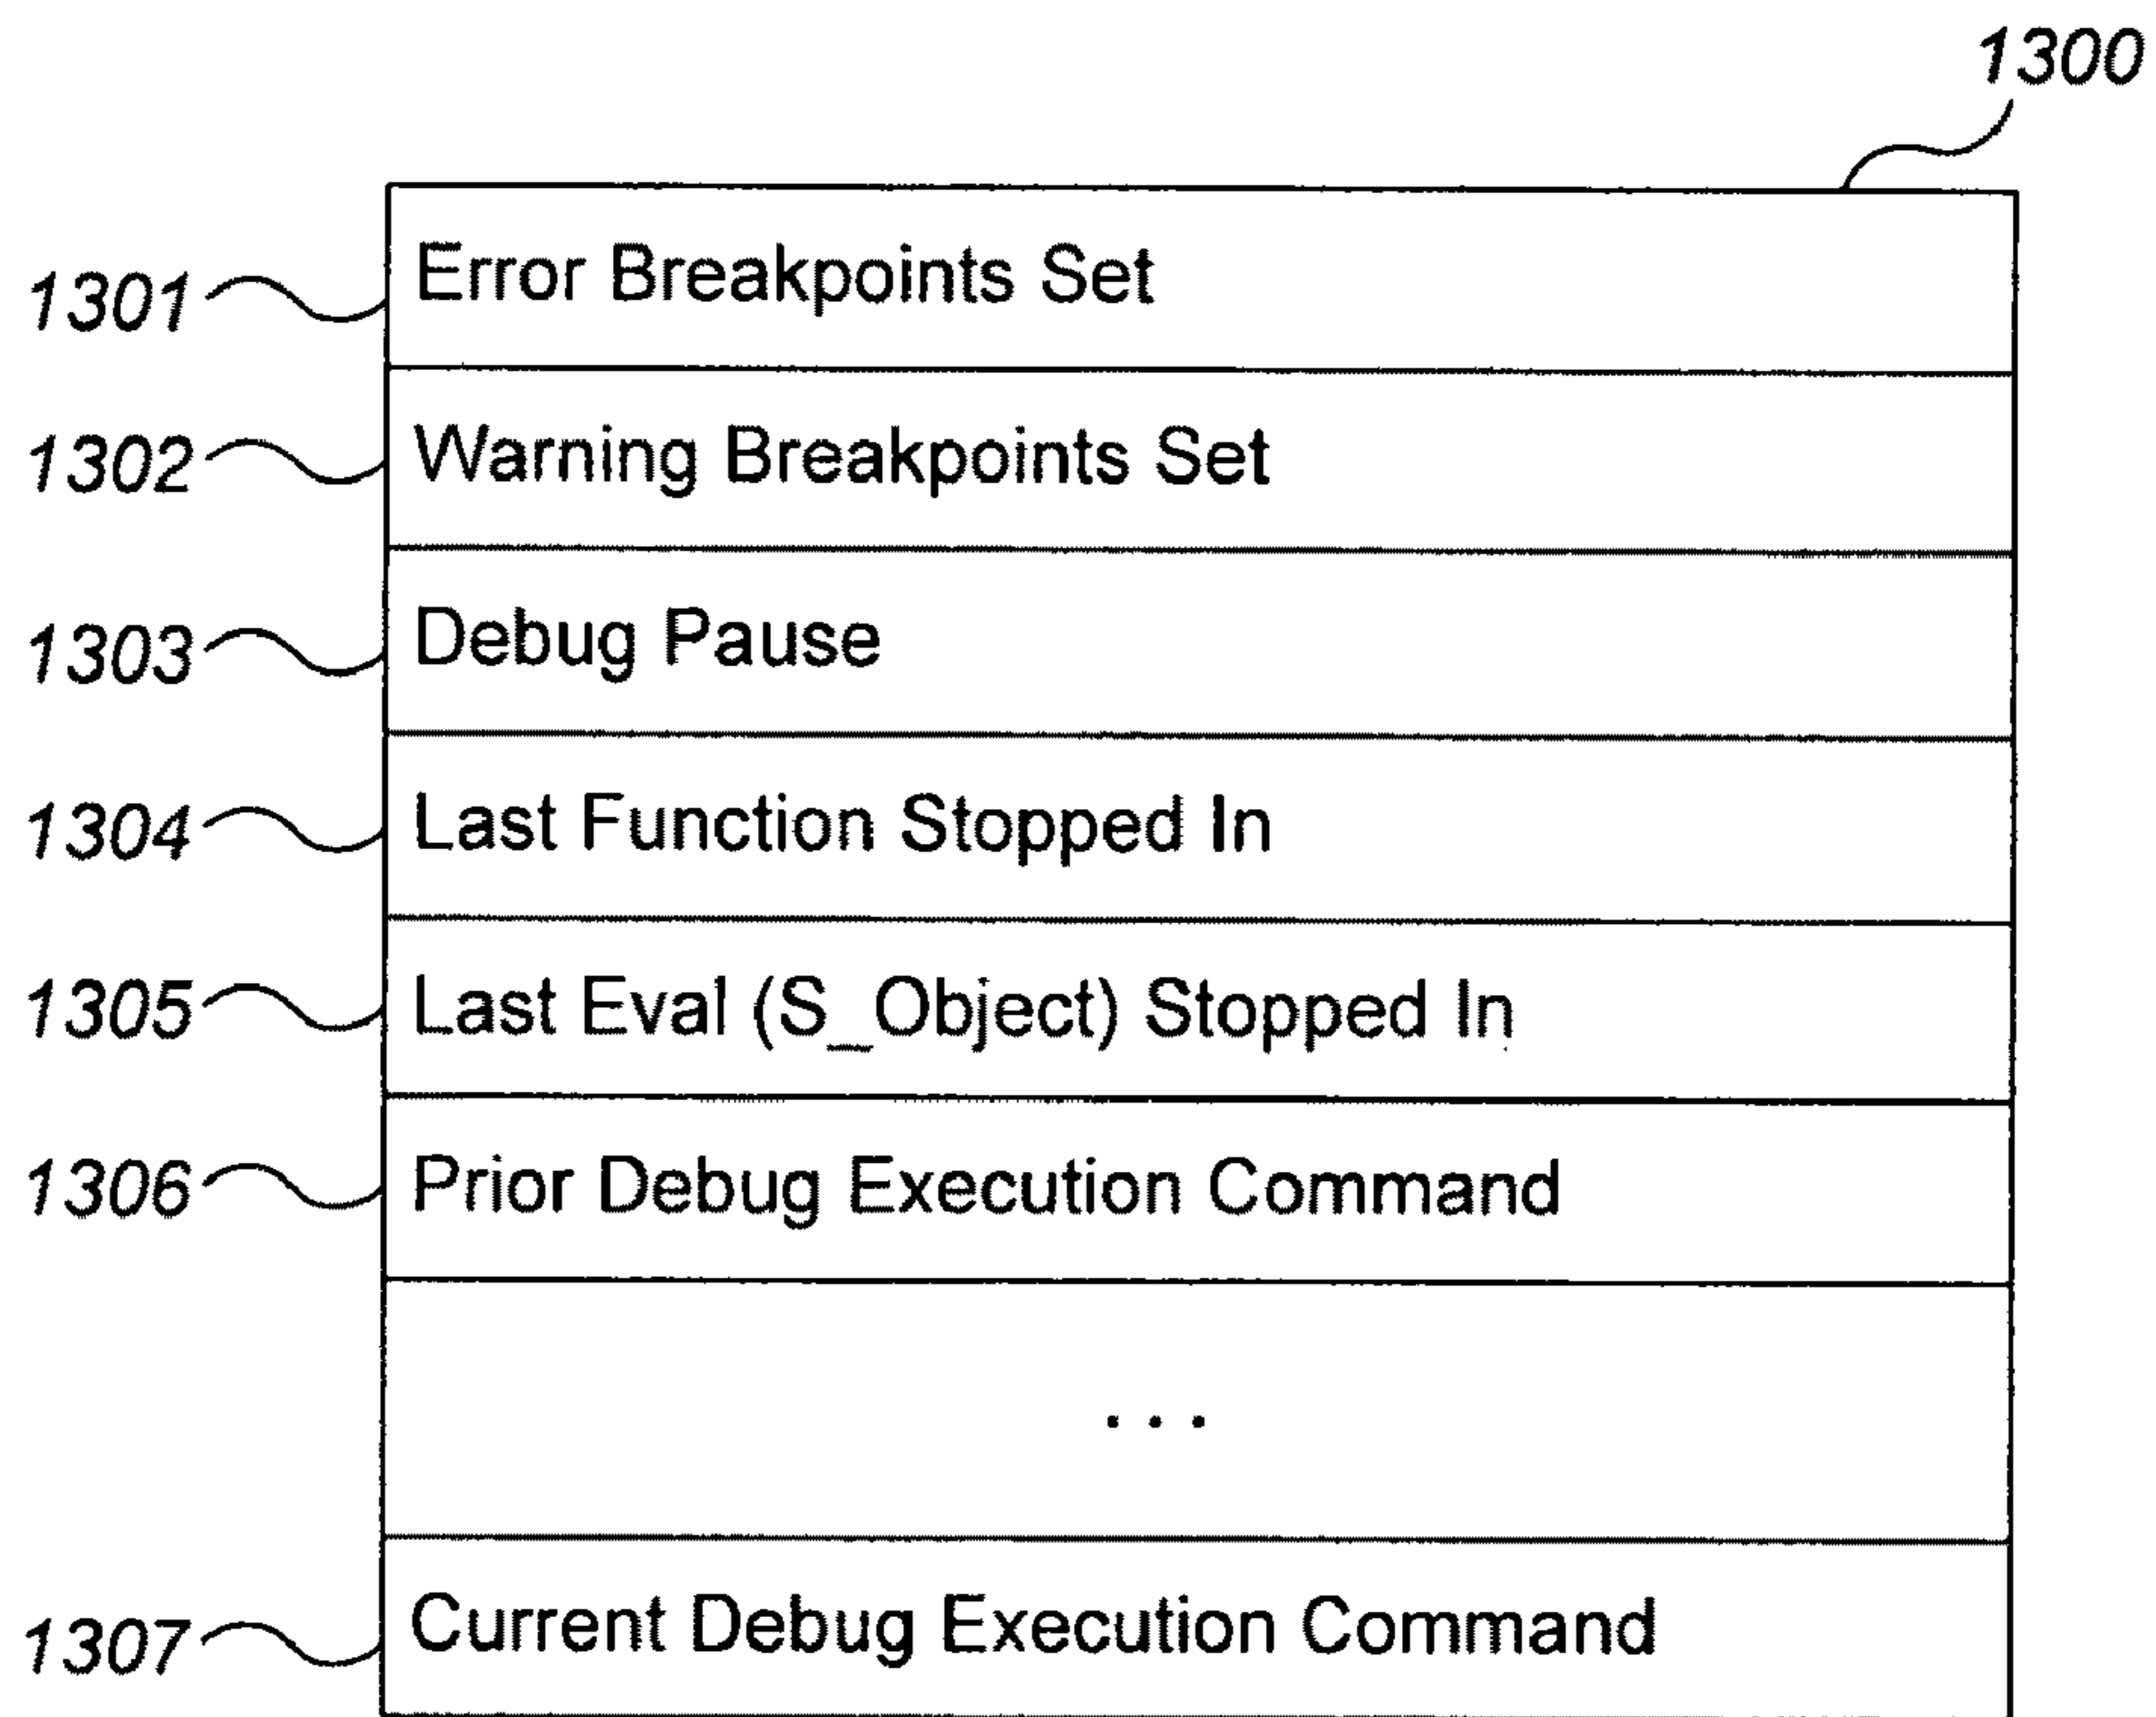 1300
1301 Error Breakpoints Set
1302 Warning Breakpoints Set
1303 Debug Pause
1304 Last Function Stopped In
1305 Last Eval (S_Object) Stopped In
1306 Prior Debug Execution Command
...
1307 Current Debug Execution Command